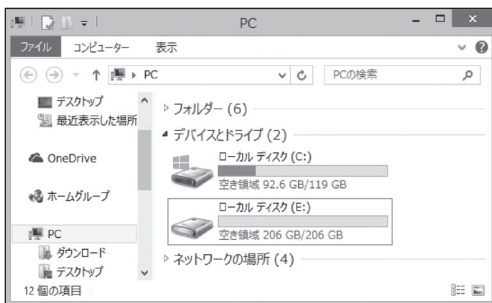 PC
ファイル コンピューター 表示
PC PCの検索
デスクトップ
最近表示した場所
OneDrive
ホームグループ
PC
ダウンロード
デスクトップ
フォルダー (6)
デバイスとドライブ (2)
ローカル ディスク (C:)
空き領域 92.6 GB/119 GB
ローカル ディスク (E:)
空き領域 206 GB/206 GB
ネットワークの場所 (4)
12 個の項目